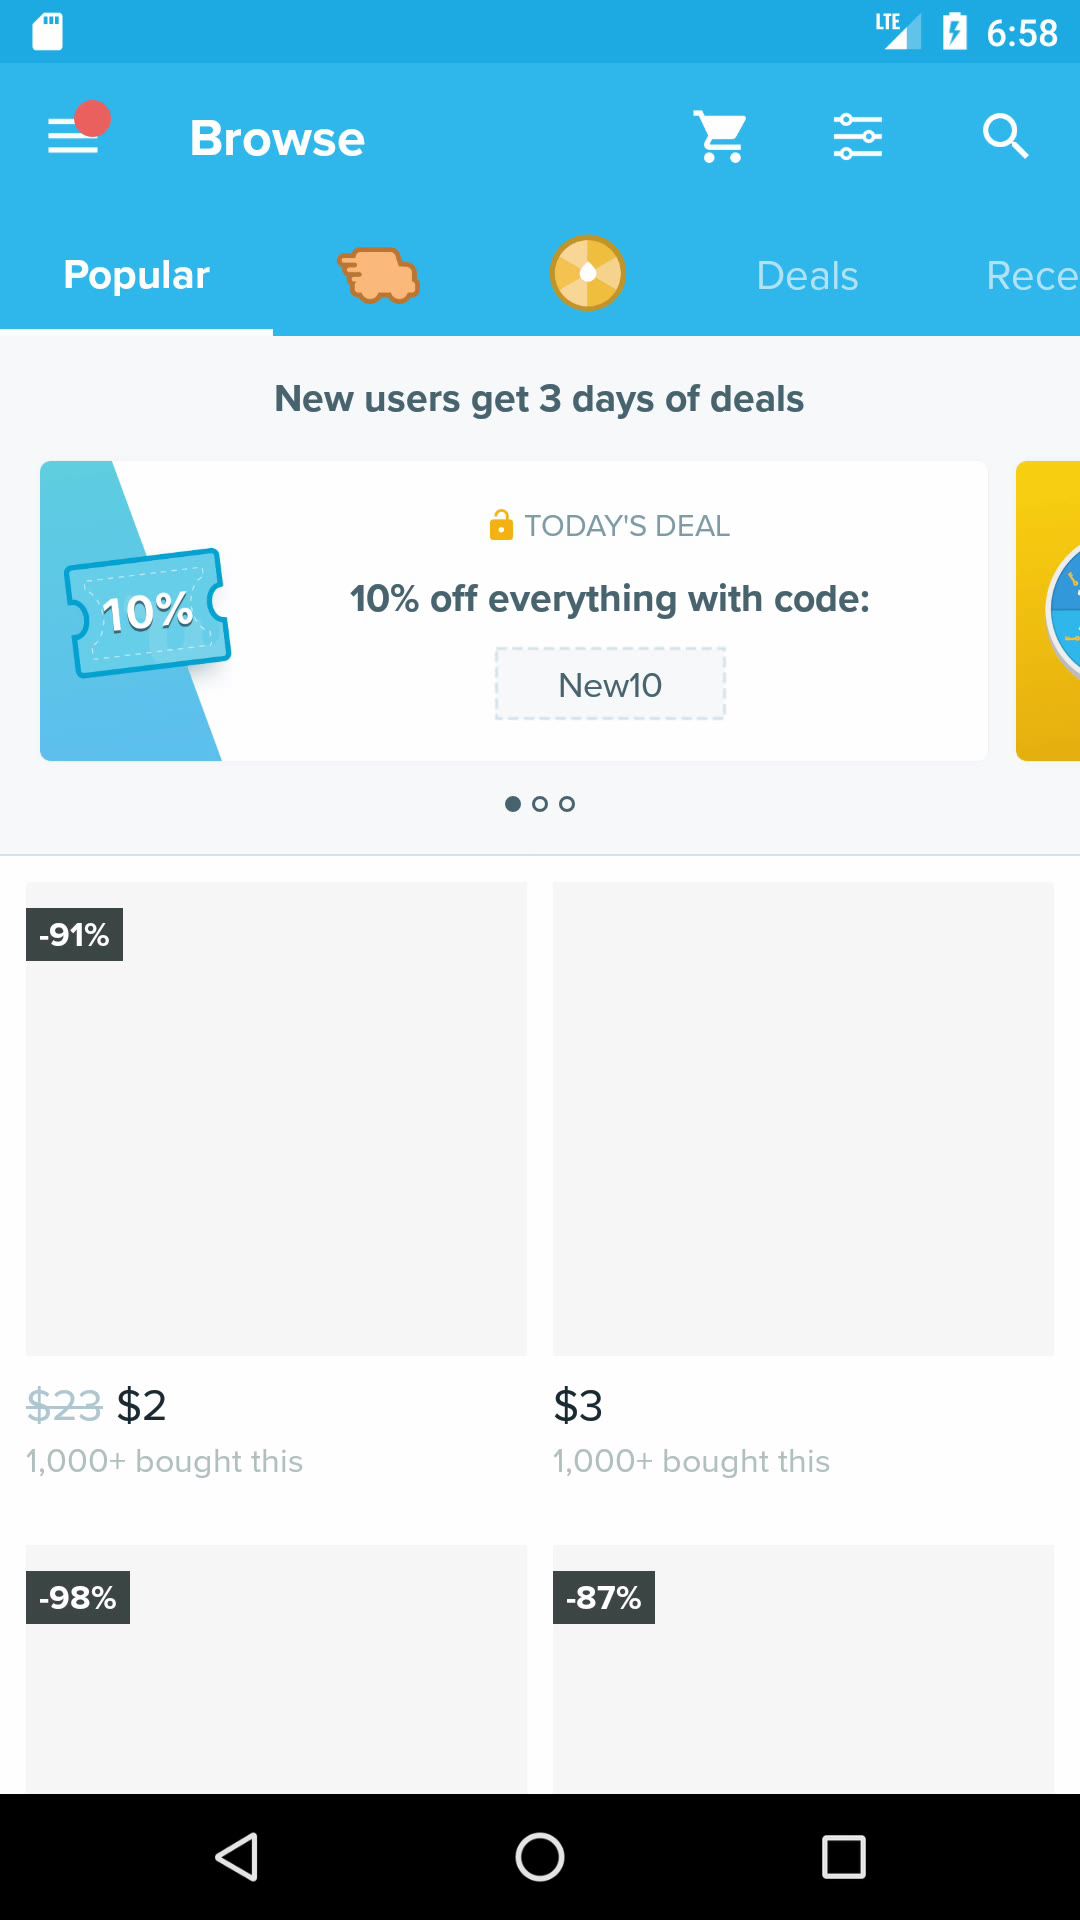 LTE 6:58
Browse
Popular Deals Rece
New users get 3 days of deals
TODAY'S DEAL
10% off everything with code:
10%
New10
-91%
$23 $2 $3
1,000+ bought this 1,000+ bought this
-98% -87%